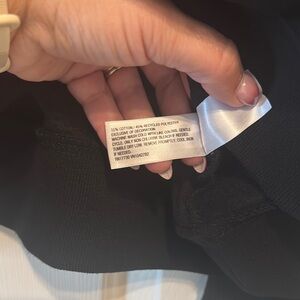 55% COTTON / 45% RECYCLED POLYESTER
EXCLUSIVE OF DECORATION
MACHINE WASH COLD WITH LIKE COLORS, GENTLE
CYCLE. ONLY NON CHLORINE BLEACH IF NEEDED.
TUMBLE DRY LOW. REMOVE PROMPTLY. COOL IRON
IF NEEDED.